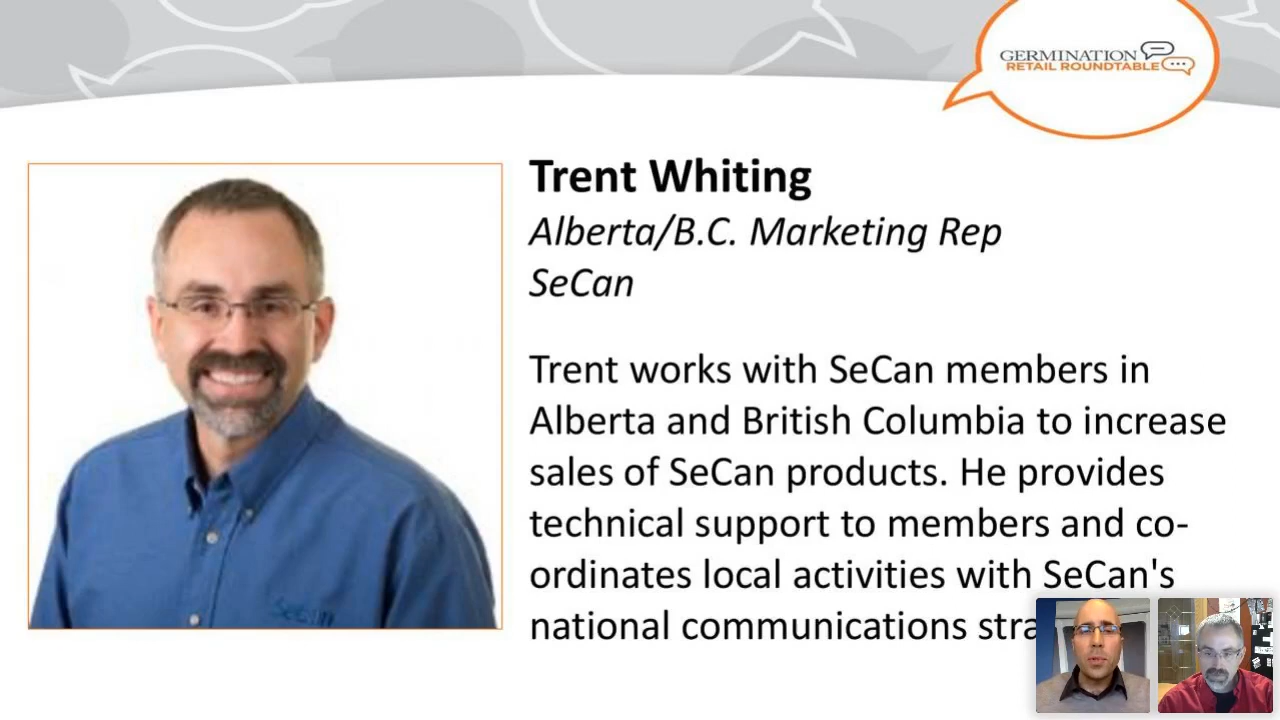 GERMINATION
RETAIL ROUNDTABLE
Trent Whiting
Alberta/B.C. Marketing Rep
SeCan
Trent works with SeCan members in
Alberta and British Columbia to increase
sales of SeCan products. He provides
technical support to members and co-
ordinates local activities with SeCan's
national communications stra
SeCan